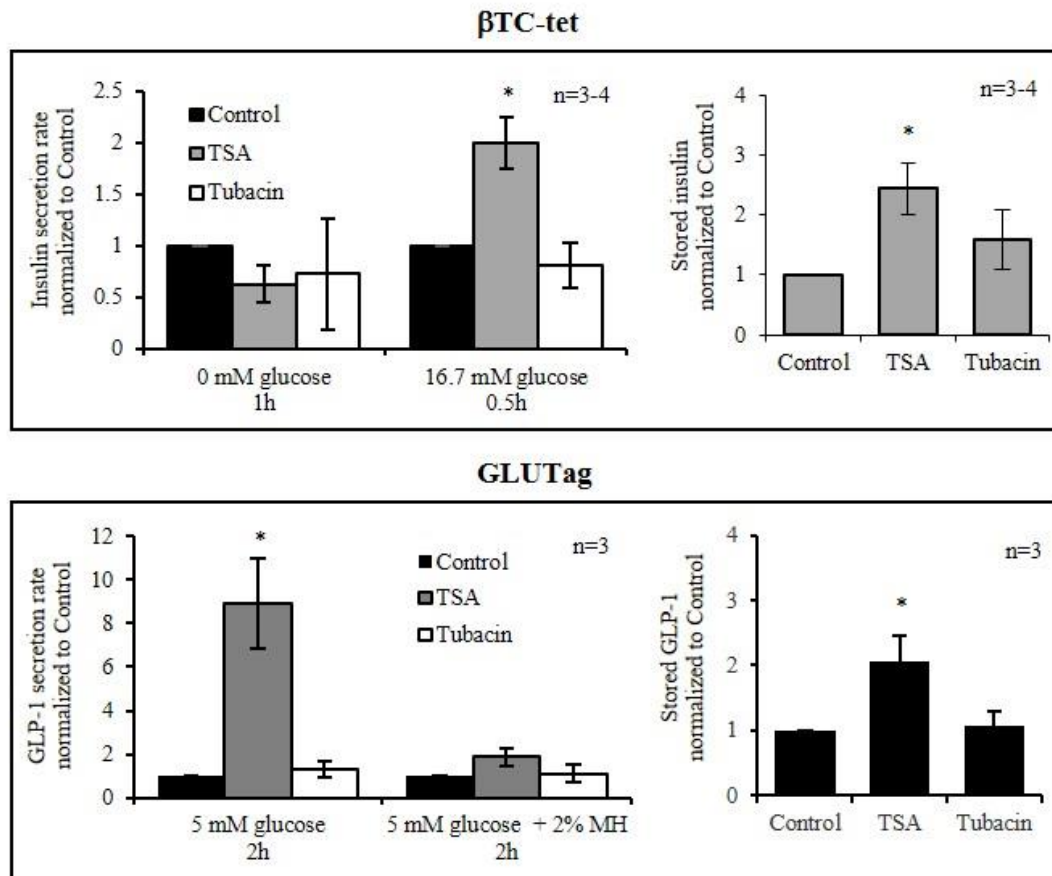 βTC-tet
Insulin secretion rate
normalized to Control
2.5
2
1.5
1
0.5
0
Control
TSA
Tubacin
*
n=3-4
0 mM glucose
1h
16.7 mM glucose
0.5h
Stored insulin
normalized to Control
4
3
2
1
0
*
n=3-4
Control
TSA
Tubacin
GLUTag
GLP-1 secretion rate
normalized to Control
12
10
8
6
4
2
0
*
n=3
Control
TSA
Tubacin
5 mM glucose
2h
5 mM glucose + 2% MH
2h
Stored GLP-1
normalized to Control
4
3
2
1
0
*
n=3
Control
TSA
Tubacin